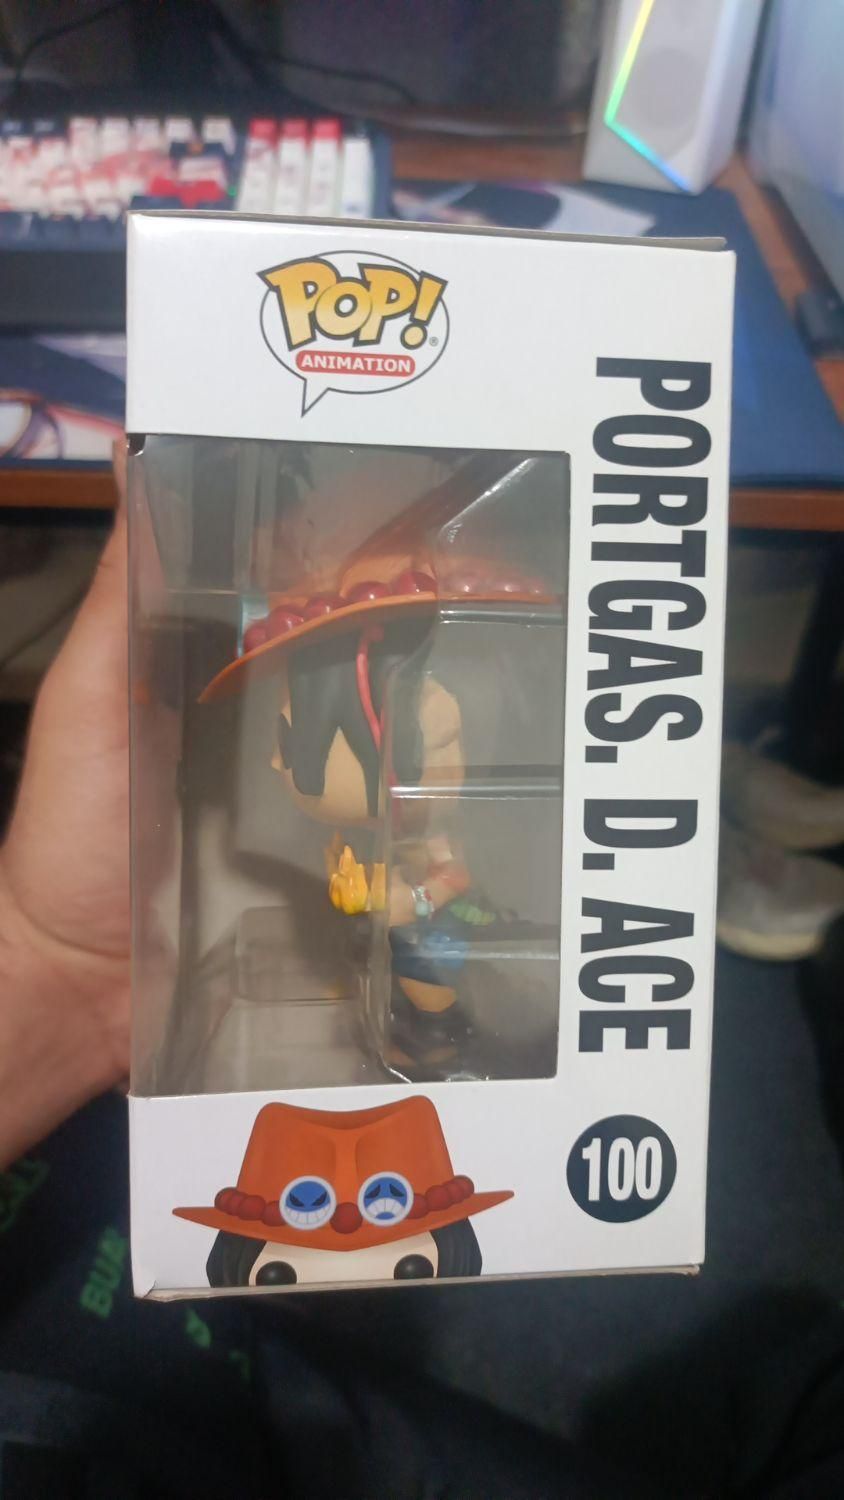 POP!
ANIMATION
PORTGAS. D. ACE
100